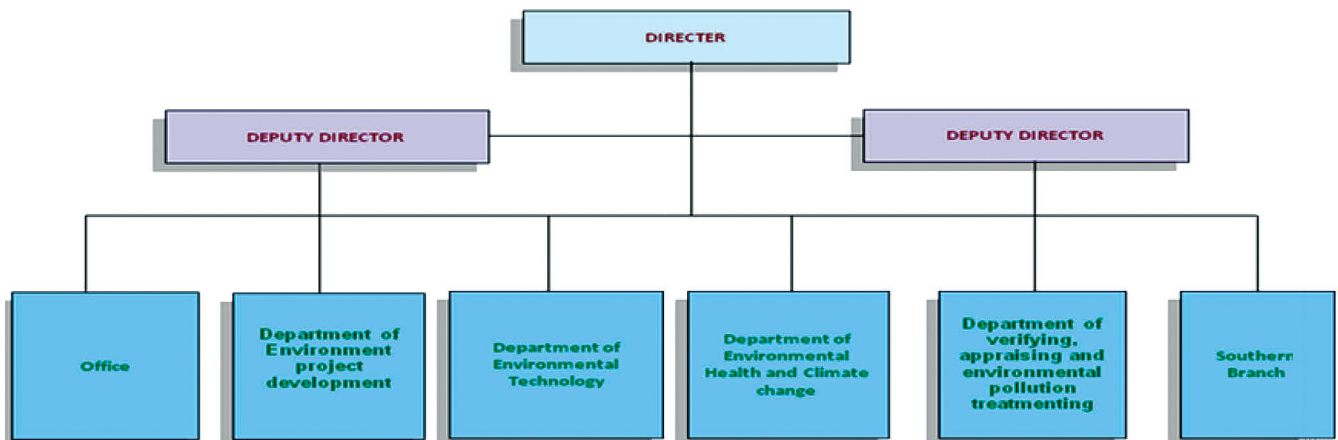 DIRECTER
DEPUTY DIRECTOR
DEPUTY DIRECTOR
Office
Department of
Environment
project
development
Department of
Environmental
Technology
Department of
Environmental
Health and Climate
change
Department of
verifying,
appraising and
environmental
pollution
treatmenting
Southern
Branch